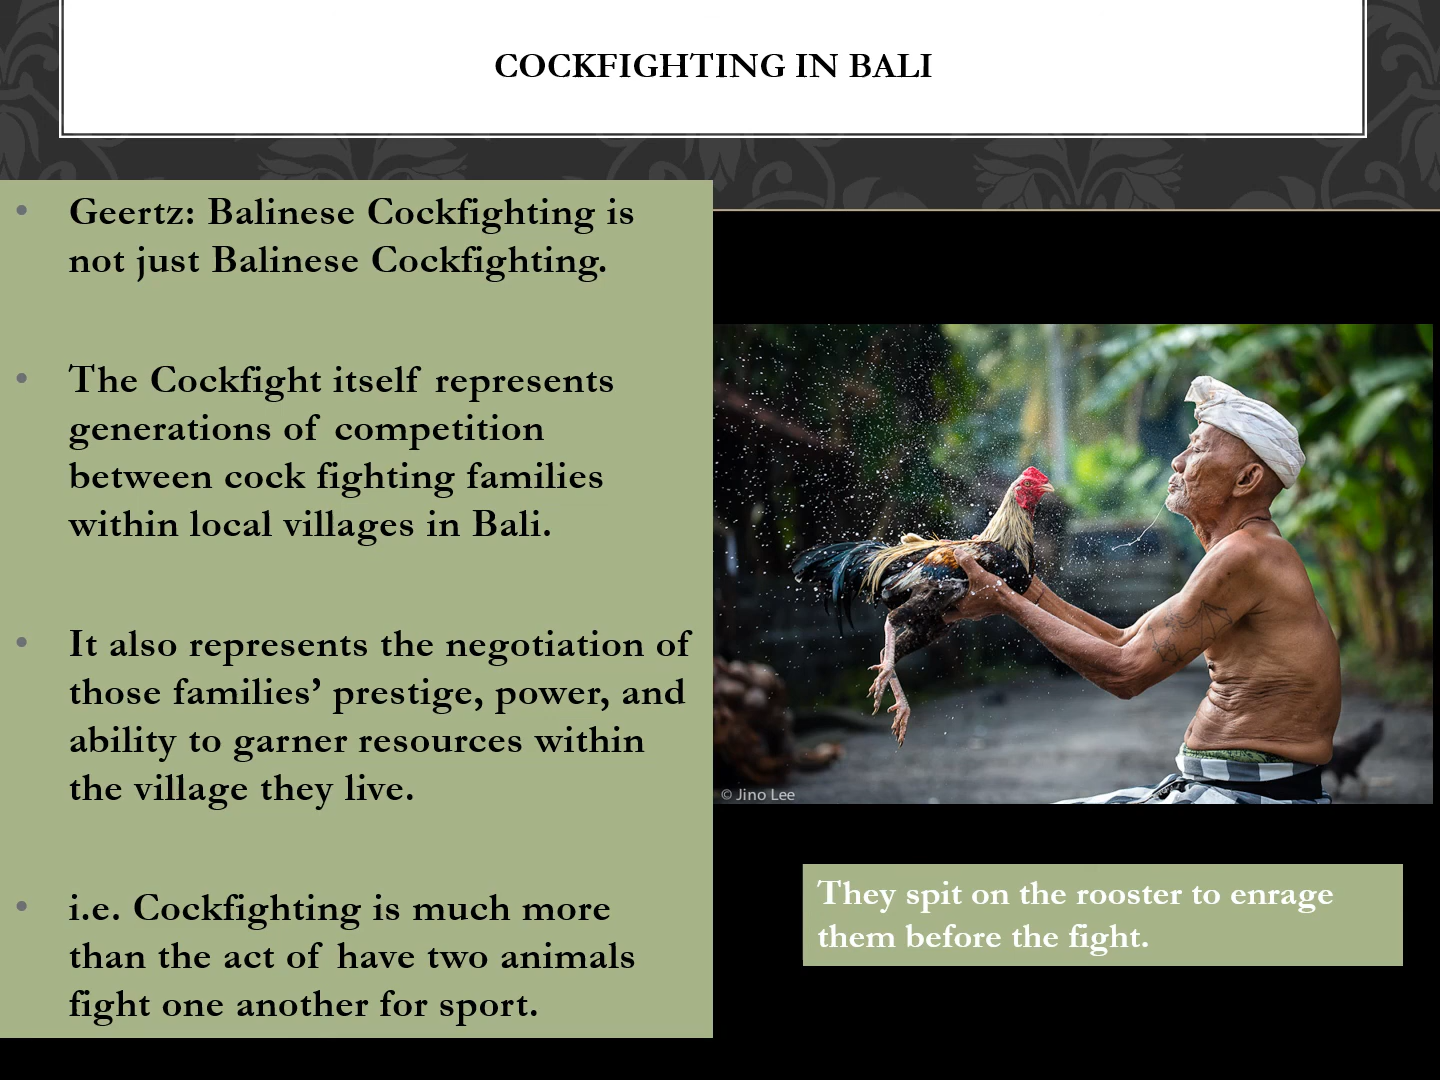 COCKFIGHTING IN BALI
• Geertz: Balinese Cockfighting is
not just Balinese Cockfighting.
• The Cockfight itself represents
generations of competition
between cock fighting families
within local villages in Bali.
• It also represents the negotiation of
those families’ prestige, power, and
ability to garner resources within
the village they live.
• i.e. Cockfighting is much more
than the act of have two animals
fight one another for sport.
© Jino Lee
They spit on the rooster to enrage
them before the fight.